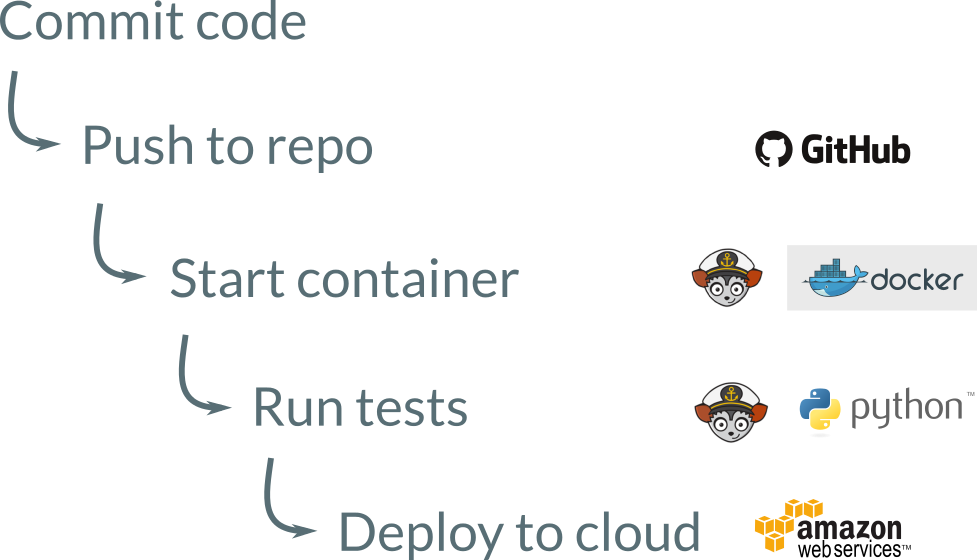 Commit code
Push to repo
GitHub
Start container
docker
Run tests
python™
Deploy to cloud
amazon
web services™